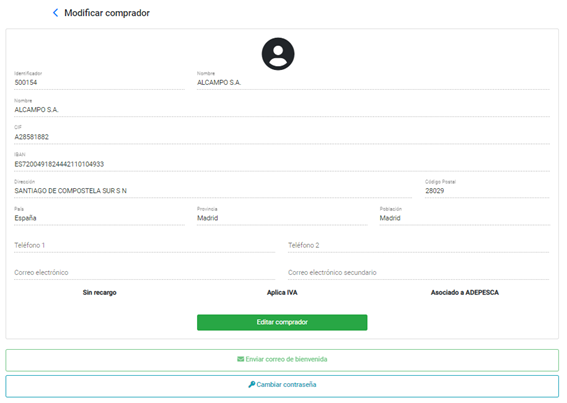 Modificar comprador
Identificador Nombre
500154 ALCAMPO S.A.
Nombre
ALCAMPO S.A.
CIF
A28581882
IBAN
ES7200491824442110104933
Dirección Código Postal
SANTIAGO DE COMPOSTELA SUR S N 28029
País Provincia Población
España Madrid Madrid
Teléfono 1 Teléfono 2
Correo electrónico Correo electrónico secundario
Sin recargo Aplica IVA Asociado a ADEPESCA
Editar comprador
Enviar correo de bienvenida
Cambiar contraseña